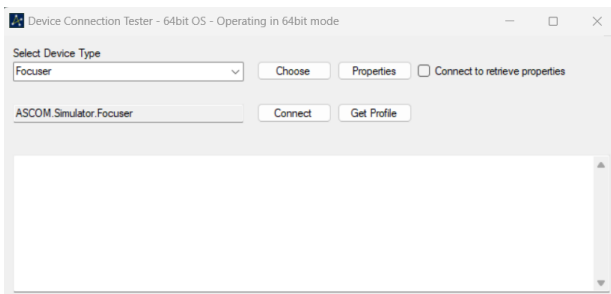 Device Connection Tester - 64bit OS - Operating in 64bit mode
Select Device Type
Focuser Choose Properties Connect to retrieve properties
ASCOM.Simulator.Focuser Connect Get Profile